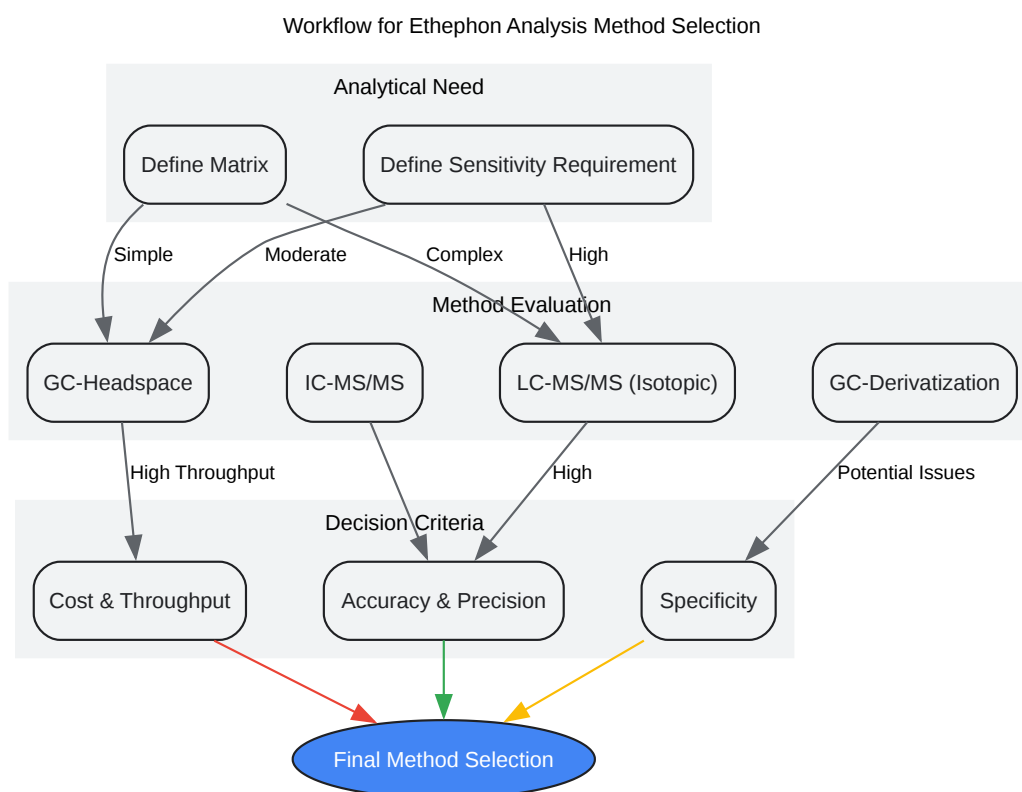 Workflow for Ethephon Analysis Method Selection
Analytical Need
Define Matrix
Define Sensitivity Requirement
Simple
Moderate
Complex
High
Method Evaluation
GC-Headspace
IC-MS/MS
LC-MS/MS (Isotopic)
GC-Derivatization
High Throughput
High
Potential Issues
Decision Criteria
Cost & Throughput
Accuracy & Precision
Specificity
Final Method Selection